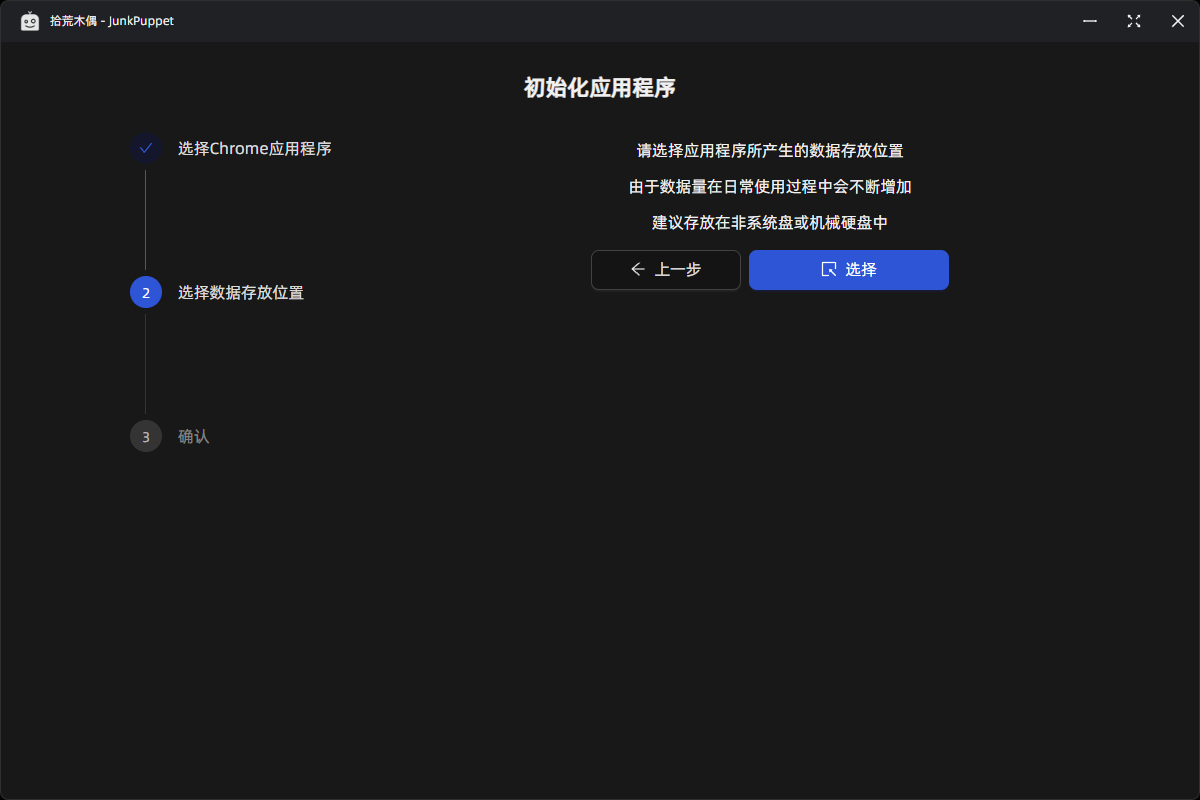 拾荒木偶 - JunkPuppet
初始化应用程序
选择Chrome应用程序
2
选择数据存放位置
3
确认
请选择应用程序所产生的数据存放位置
由于数据量在日常使用过程中会不断增加
建议存放在非系统盘或机械硬盘中
上一步
选择